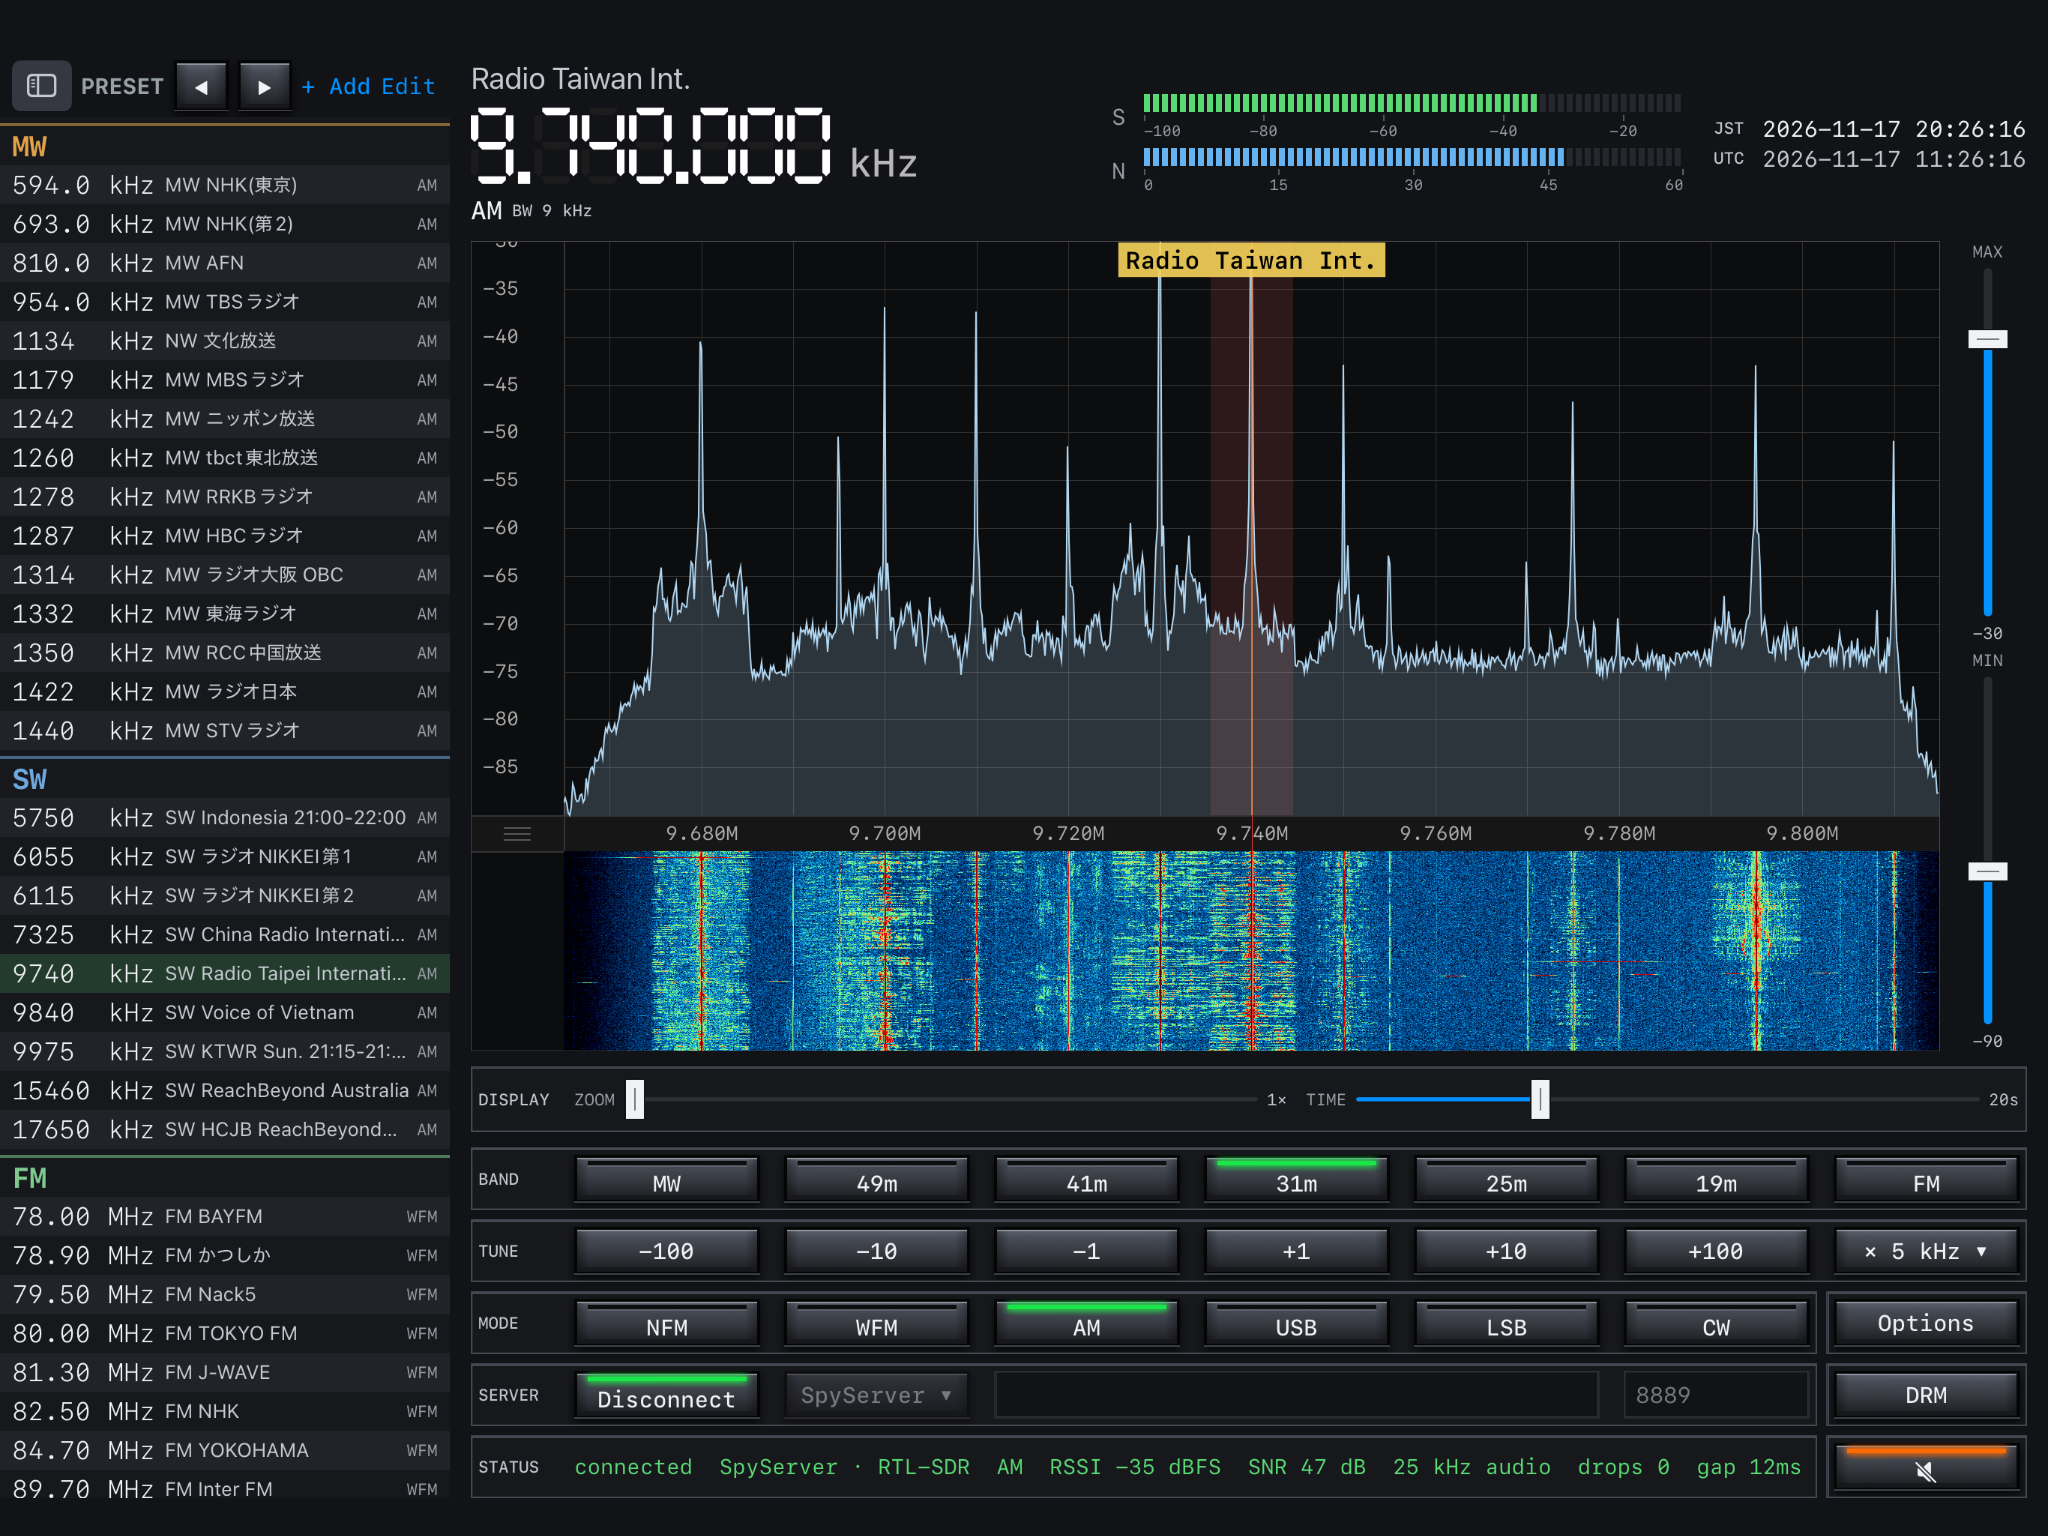 PRESET
+ Add Edit
MW
594.0 kHz MW NHK(東京) AM
693.0 kHz MW NHK(第2) AM
810.0 kHz MW AFN AM
954.0 kHz MW TBSラジオ AM
1134 kHz NW 文化放送 AM
1179 kHz MW MBSラジオ AM
1242 kHz MW ニッポン放送 AM
1260 kHz MW tbct東北放送 AM
1278 kHz MW RRKBラジオ AM
1287 kHz MW HBCラジオ AM
1314 kHz MW ラジオ大阪 OBC AM
1332 kHz MW 東海ラジオ AM
1350 kHz MW RCC中国放送 AM
1422 kHz MW ラジオ日本 AM
1440 kHz MW STVラジオ AM
SW
5750 kHz SW Indonesia 21:00-22:00 AM
6055 kHz SW ラジオNIKKEI第1 AM
6115 kHz SW ラジオNIKKEI第2 AM
7325 kHz SW China Radio Internati... AM
9740 kHz SW Radio Taipei Internati... AM
9840 kHz SW Voice of Vietnam AM
9975 kHz SW KTWR Sun. 21:15-21:... AM
15460 kHz SW ReachBeyond Australia AM
17650 kHz SW HCJB ReachBeyond... AM
FM
78.00 MHz FM BAYFM WFM
78.90 MHz FM かつしか WFM
79.50 MHz FM Nack5 WFM
80.00 MHz FM TOKYO FM WFM
81.30 MHz FM J-WAVE WFM
82.50 MHz FM NHK WFM
84.70 MHz FM YOKOHAMA WFM
89.70 MHz FM Inter FM WFM
Radio Taiwan Int.
9.740.000 kHz
AM BW 9 kHz
S
-100 -80 -60 -40 -20
N
0 15 30 45 60
JST 2026-11-17 20:26:16
UTC 2026-11-17 11:26:16
Radio Taiwan Int.
-30
-35
-40
-45
-50
-55
-60
-65
-70
-75
-80
-85
9.680M 9.700M 9.720M 9.740M 9.760M 9.780M 9.800M
MAX
-30
MIN
-90
DISPLAY ZOOM 1× TIME 20s
BAND MW 49m 41m 31m 25m 19m FM
TUNE -100 -10 -1 +1 +10 +100 × 5 kHz ▼
MODE NFM WFM AM USB LSB CW Options
SERVER Disconnect SpyServer ▼ 8889 DRM
STATUS connected SpyServer · RTL-SDR AM RSSI -35 dBFS SNR 47 dB 25 kHz audio drops 0 gap 12ms